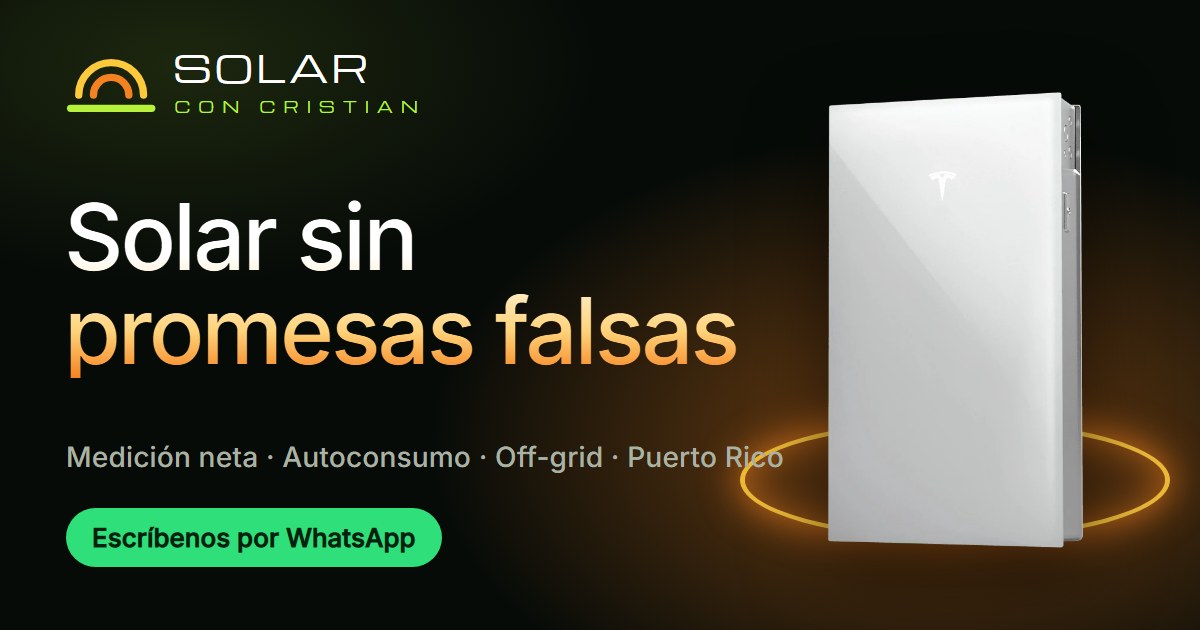 SOLAR
CON CRISTIAN
Solar sin
promesas falsas
Medición neta · Autoconsumo · Off-grid · Puerto Rico
Escríbenos por WhatsApp